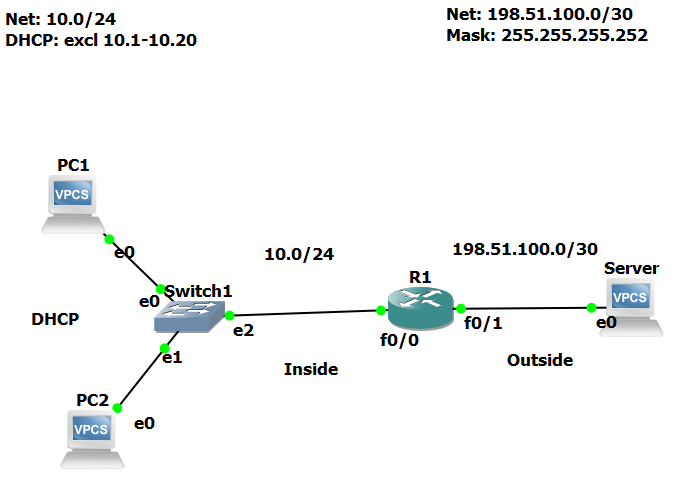 Net: 10.0/24
DHCP: excl 10.1-10.20
Net: 198.51.100.0/30
Mask: 255.255.255.252
PC1
VPCS
e0
10.0/24
198.51.100.0/30
R1
Server
VPCS
e0
Switch1
e0
DHCP
e2
f0/0
f0/1
e1
Inside
Outside
PC2
VPCS
e0